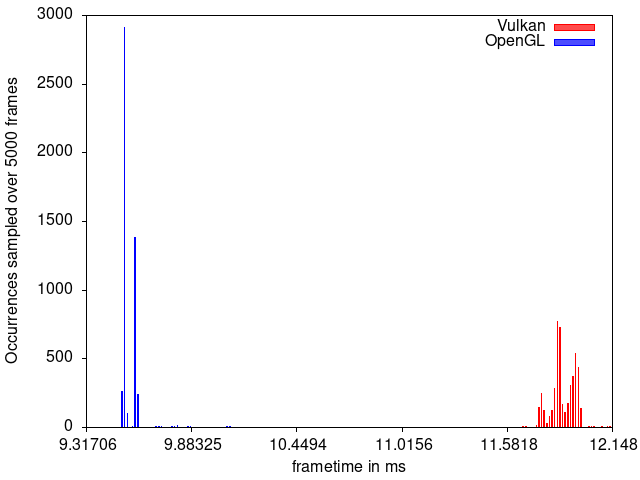 Vulkan
OpenGL
3000
2500
2000
1500
1000
500
0
9.31706 9.88325 10.4494 11.0156 11.5818 12.148
frametime in ms
Occurrences sampled over 5000 frames